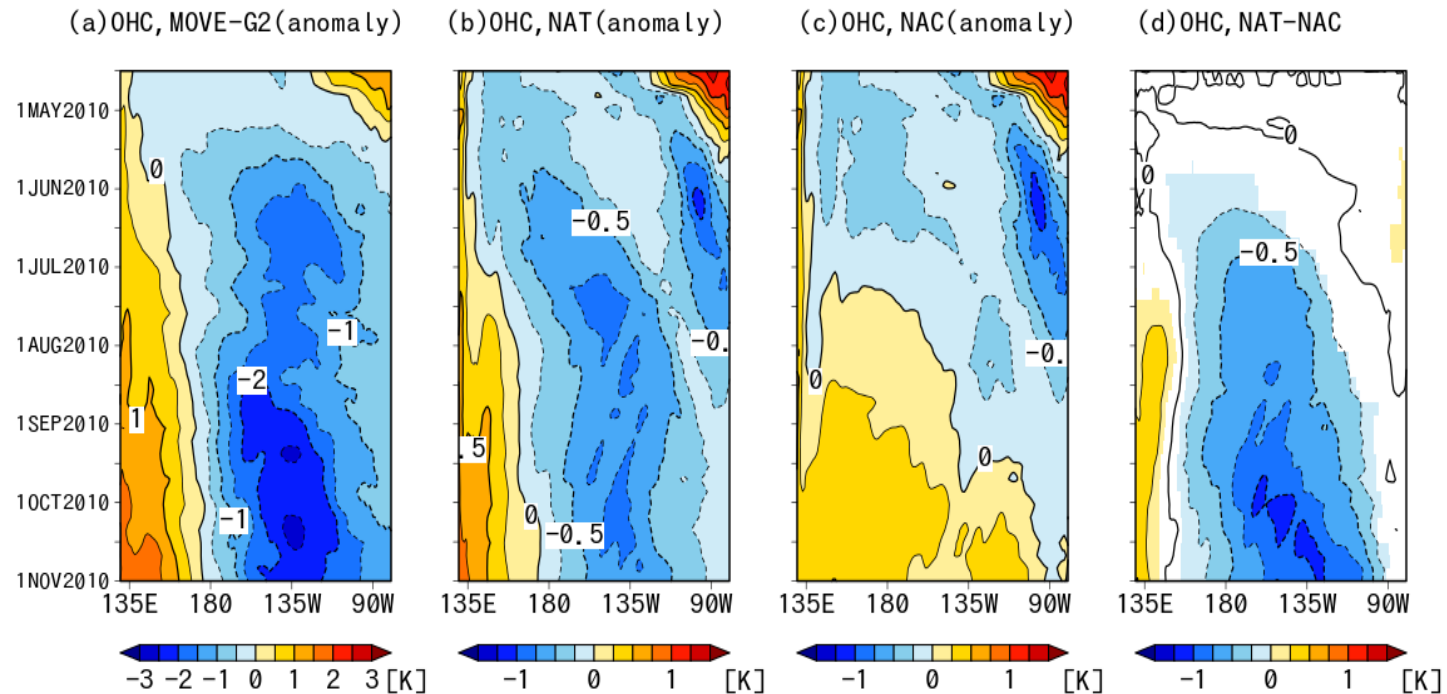 (a)OHC,MOVE-G2(anomaly) (b)OHC,NAT(anomaly) (c)OHC,NAC(anomaly) (d)OHC,NAT-NAC
1MAY2010
1JUN2010
1JUL2010
1AUG2010
1SEP2010
1OCT2010
1NOV2010
0
-1
-2
1
-1
-0.5
-0.
.5
0
-0.5
-0.
0
0
0
0
-0.5
135E 180 135W 90W 135E 180 135W 90W 135E 180 135W 90W 135E 180 135W 90W
-3 -2 -1 0 1 2 3 [K] -1 0 1 [K] -1 0 1 [K] -1 0 1 [K]